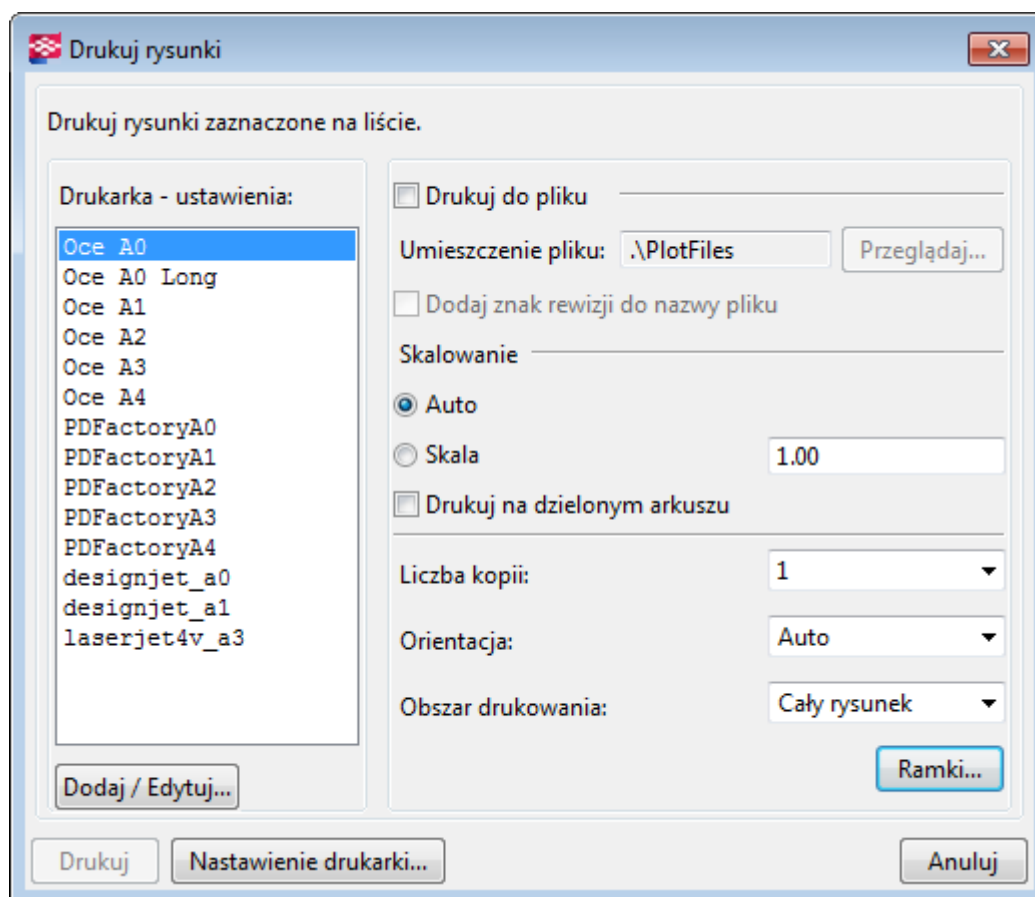 Drukuj rysunki
Drukuj rysunki zaznaczone na liście.
Drukarka - ustawienia:
Oce A0
Oce A0 Long
Oce A1
Oce A2
Oce A3
Oce A4
PDFactoryA0
PDFactoryA1
PDFactoryA2
PDFactoryA3
PDFactoryA4
designjet_a0
designjet_a1
laserjet4v_a3
Dodaj / Edytuj...
Drukuj do pliku
Umieszczenie pliku: .\PlotFiles Przeglądaj...
Dodaj znak rewizji do nazwy pliku
Skalowanie
Auto
Skala 1.00
Drukuj na dzielonym arkuszu
Liczba kopii: 1
Orientacja: Auto
Obszar drukowania: Cały rysunek
Ramki...
Drukuj Nastawienie drukarki... Anuluj